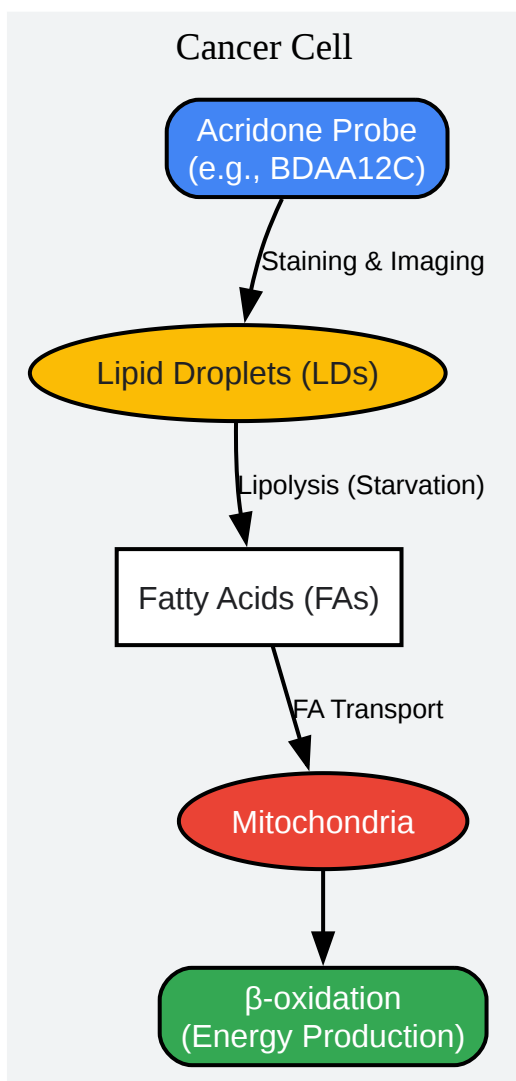 Cancer Cell
Acridone Probe
(e.g., BDAA12C)
Staining & Imaging
Lipid Droplets (LDs)
Lipolysis (Starvation)
Fatty Acids (FAs)
FA Transport
Mitochondria
β-oxidation
(Energy Production)